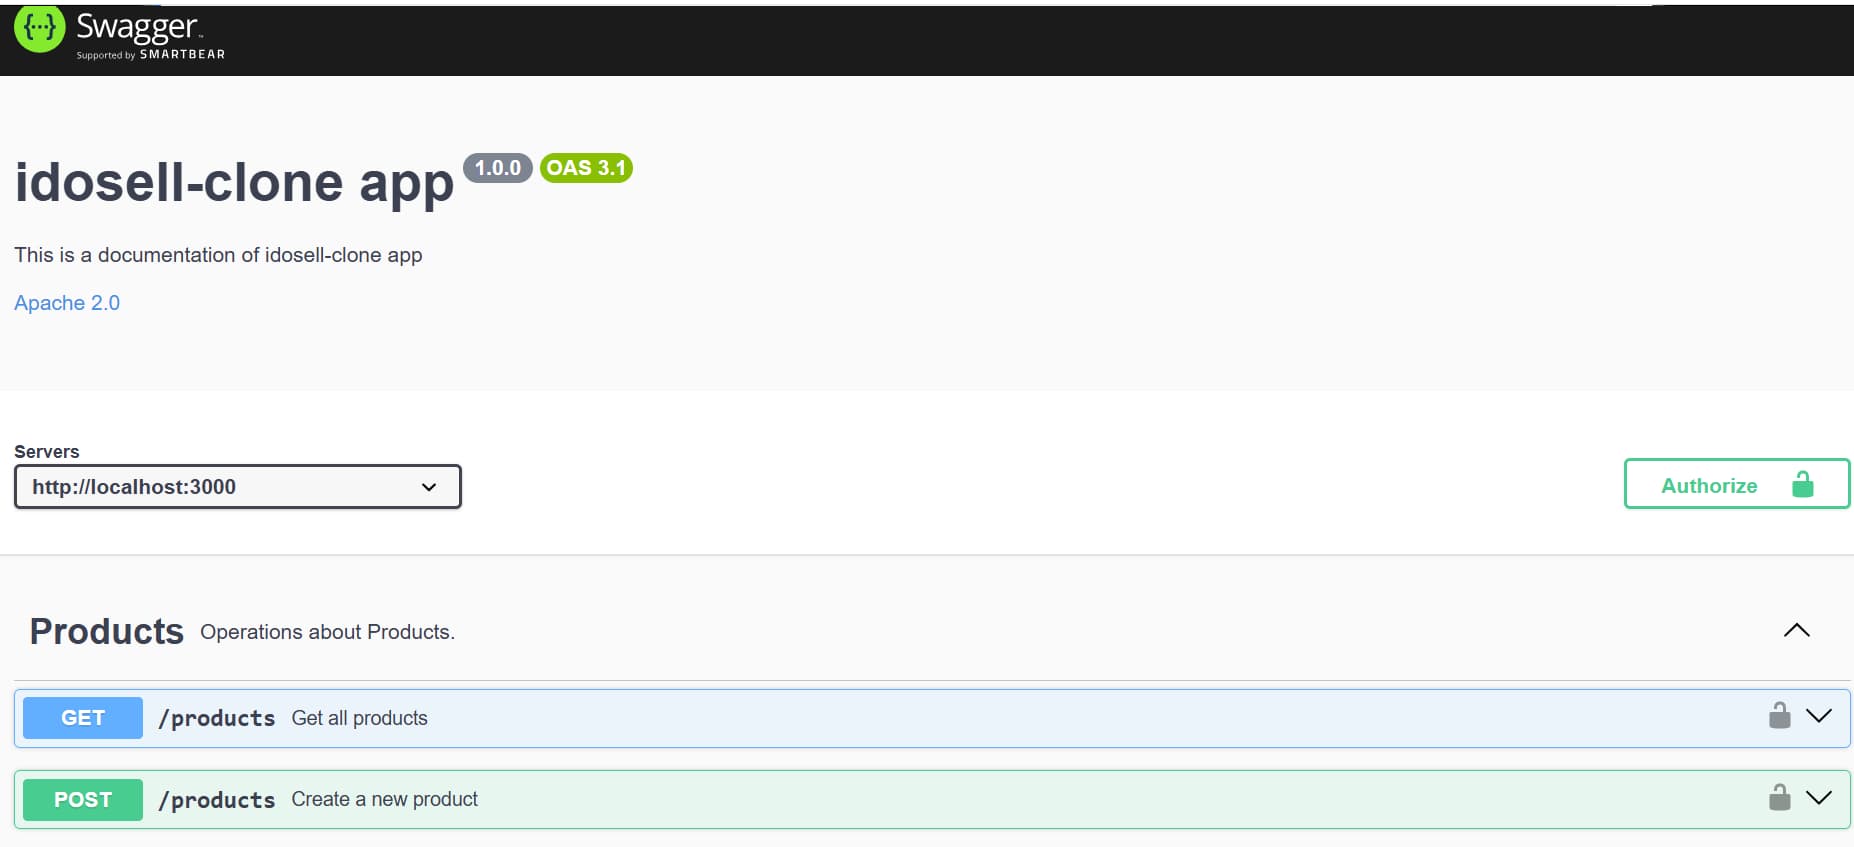 {···} Swagger™
Supported by SMARTBEAR
idosell-clone app 1.0.0 OAS 3.1
This is a documentation of idosell-clone app
Apache 2.0
Servers
http://localhost:3000
Authorize
Products Operations about Products.
GET /products Get all products
POST /products Create a new product